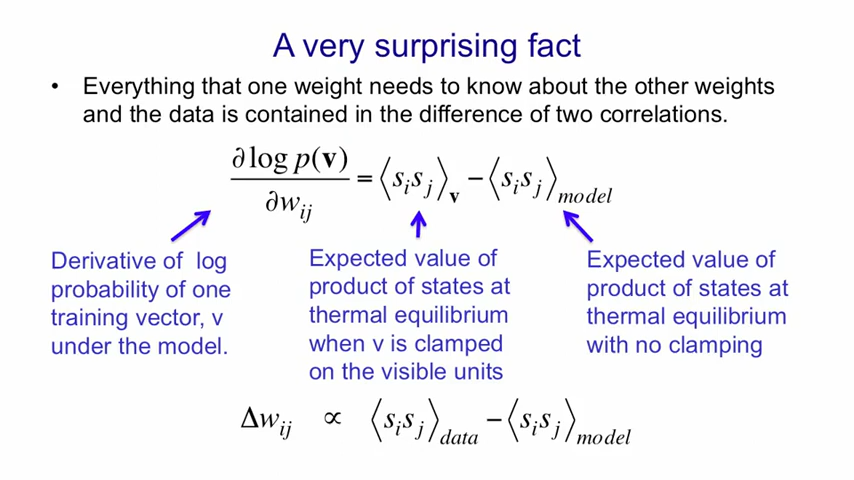 A very surprising fact
• Everything that one weight needs to know about the other weights
and the data is contained in the difference of two correlations.
∂ log p(v) / ∂w_ij = ⟨s_i s_j⟩_v − ⟨s_i s_j⟩_model
Derivative of log
probability of one
training vector, v
under the model.
Expected value of
product of states at
thermal equilibrium
when v is clamped
on the visible units
Expected value of
product of states at
thermal equilibrium
with no clamping
Δw_ij ∝ ⟨s_i s_j⟩_data − ⟨s_i s_j⟩_model